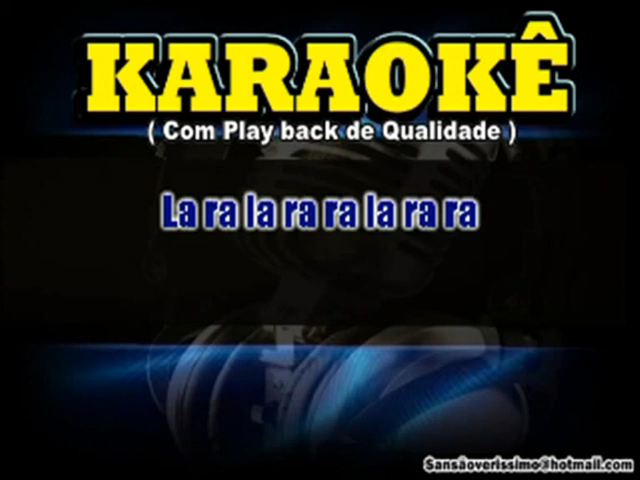 KARAOKÊ
( Com Play back de Qualidade )
La ra la ra ra la ra ra
Sansãoverissimo@hotmail.com